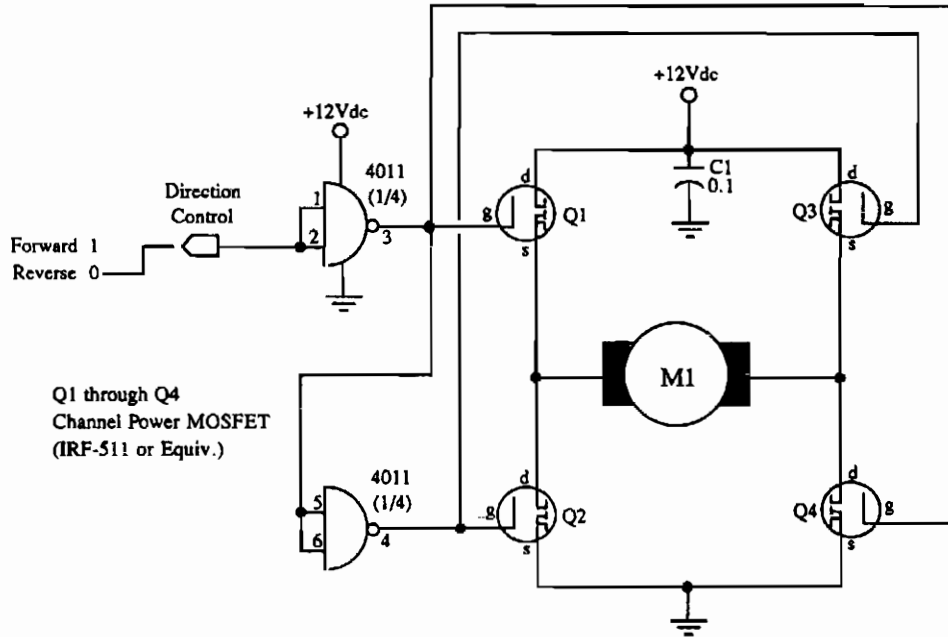 +12Vdc
+12Vdc
4011
(1/4)
Direction
Control
1
2
3
Forward 1
Reverse 0
d
g
Q1
s
C1
0.1
d
Q3
g
s
M1
Q1 through Q4
Channel Power MOSFET
(IRF-511 or Equiv.)
4011
(1/4)
5
6
4
d
g
Q2
s
d
Q4
g
s